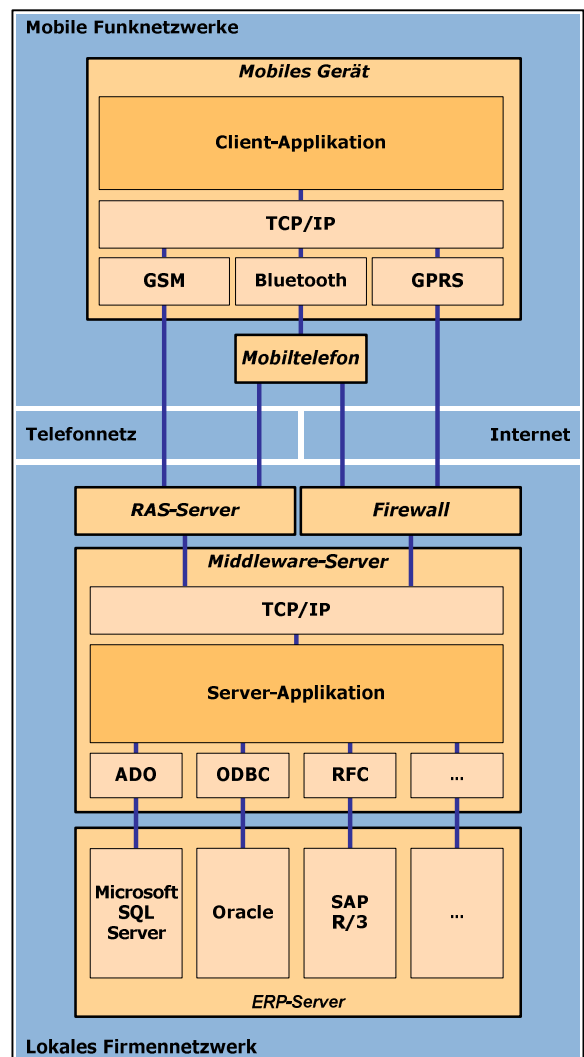 Mobile Funknetzwerke
Mobiles Gerät
Client-Applikation
TCP/IP
GSM
Bluetooth
GPRS
Mobiltelefon
Telefonnetz
Internet
RAS-Server
Firewall
Middleware-Server
TCP/IP
Server-Applikation
ADO
ODBC
RFC
...
Microsoft
SQL
Server
Oracle
SAP
R/3
...
ERP-Server
Lokales Firmennetzwerk